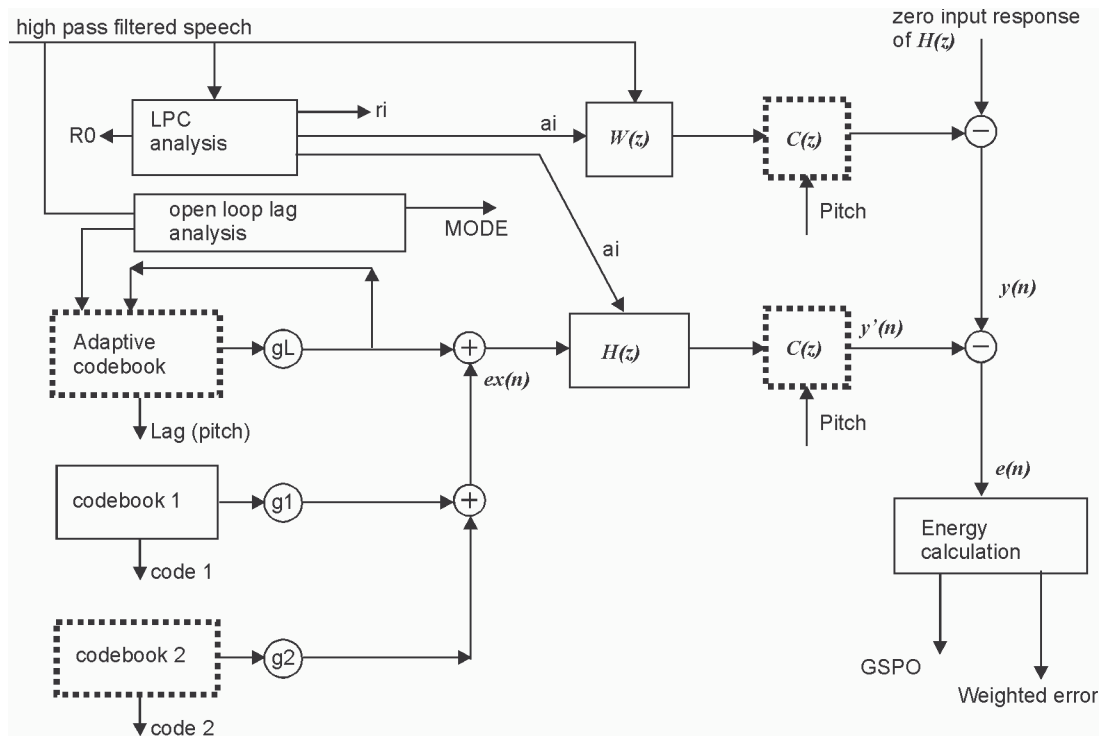 zero input response
of H(z)
high pass filtered speech
LPC
analysis
R0
ri
ai
W(z)
C(z)
−
Pitch
open loop lag
analysis
MODE
ai
y(n)
Adaptive
codebook
gL
+
ex(n)
H(z)
C(z)
y’(n)
−
Lag (pitch)
Pitch
codebook 1
g1
+
e(n)
code 1
Energy
calculation
codebook 2
g2
GSPO
Weighted error
code 2